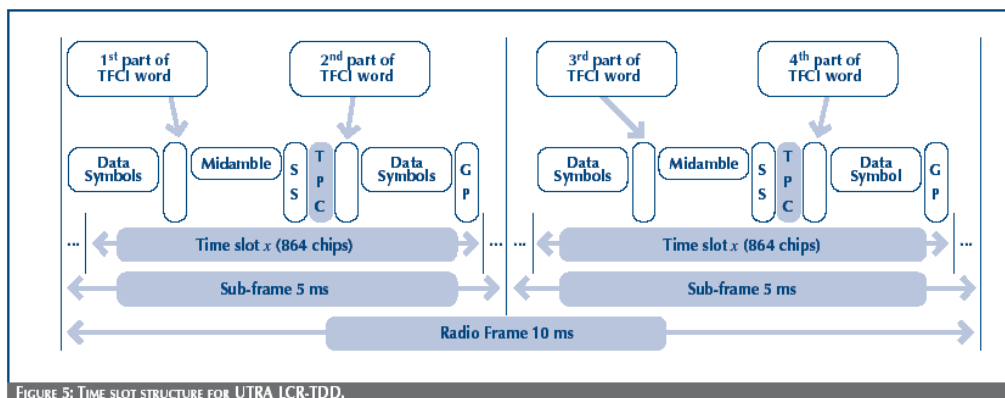 1st part of
TFCI word
2nd part of
TFCI word
3rd part of
TFCI word
4th part of
TFCI word
Data
Symbols
Midamble
S
S
T
P
C
Data
Symbols
G
P
Data
Symbols
Midamble
S
S
T
P
C
Data
Symbol
G
P
... Time slot x (864 chips) ... ... Time slot x (864 chips) ...
Sub-frame 5 ms Sub-frame 5 ms
Radio Frame 10 ms
FIGURE 5: TIME SLOT STRUCTURE FOR UTRA LCR-TDD.